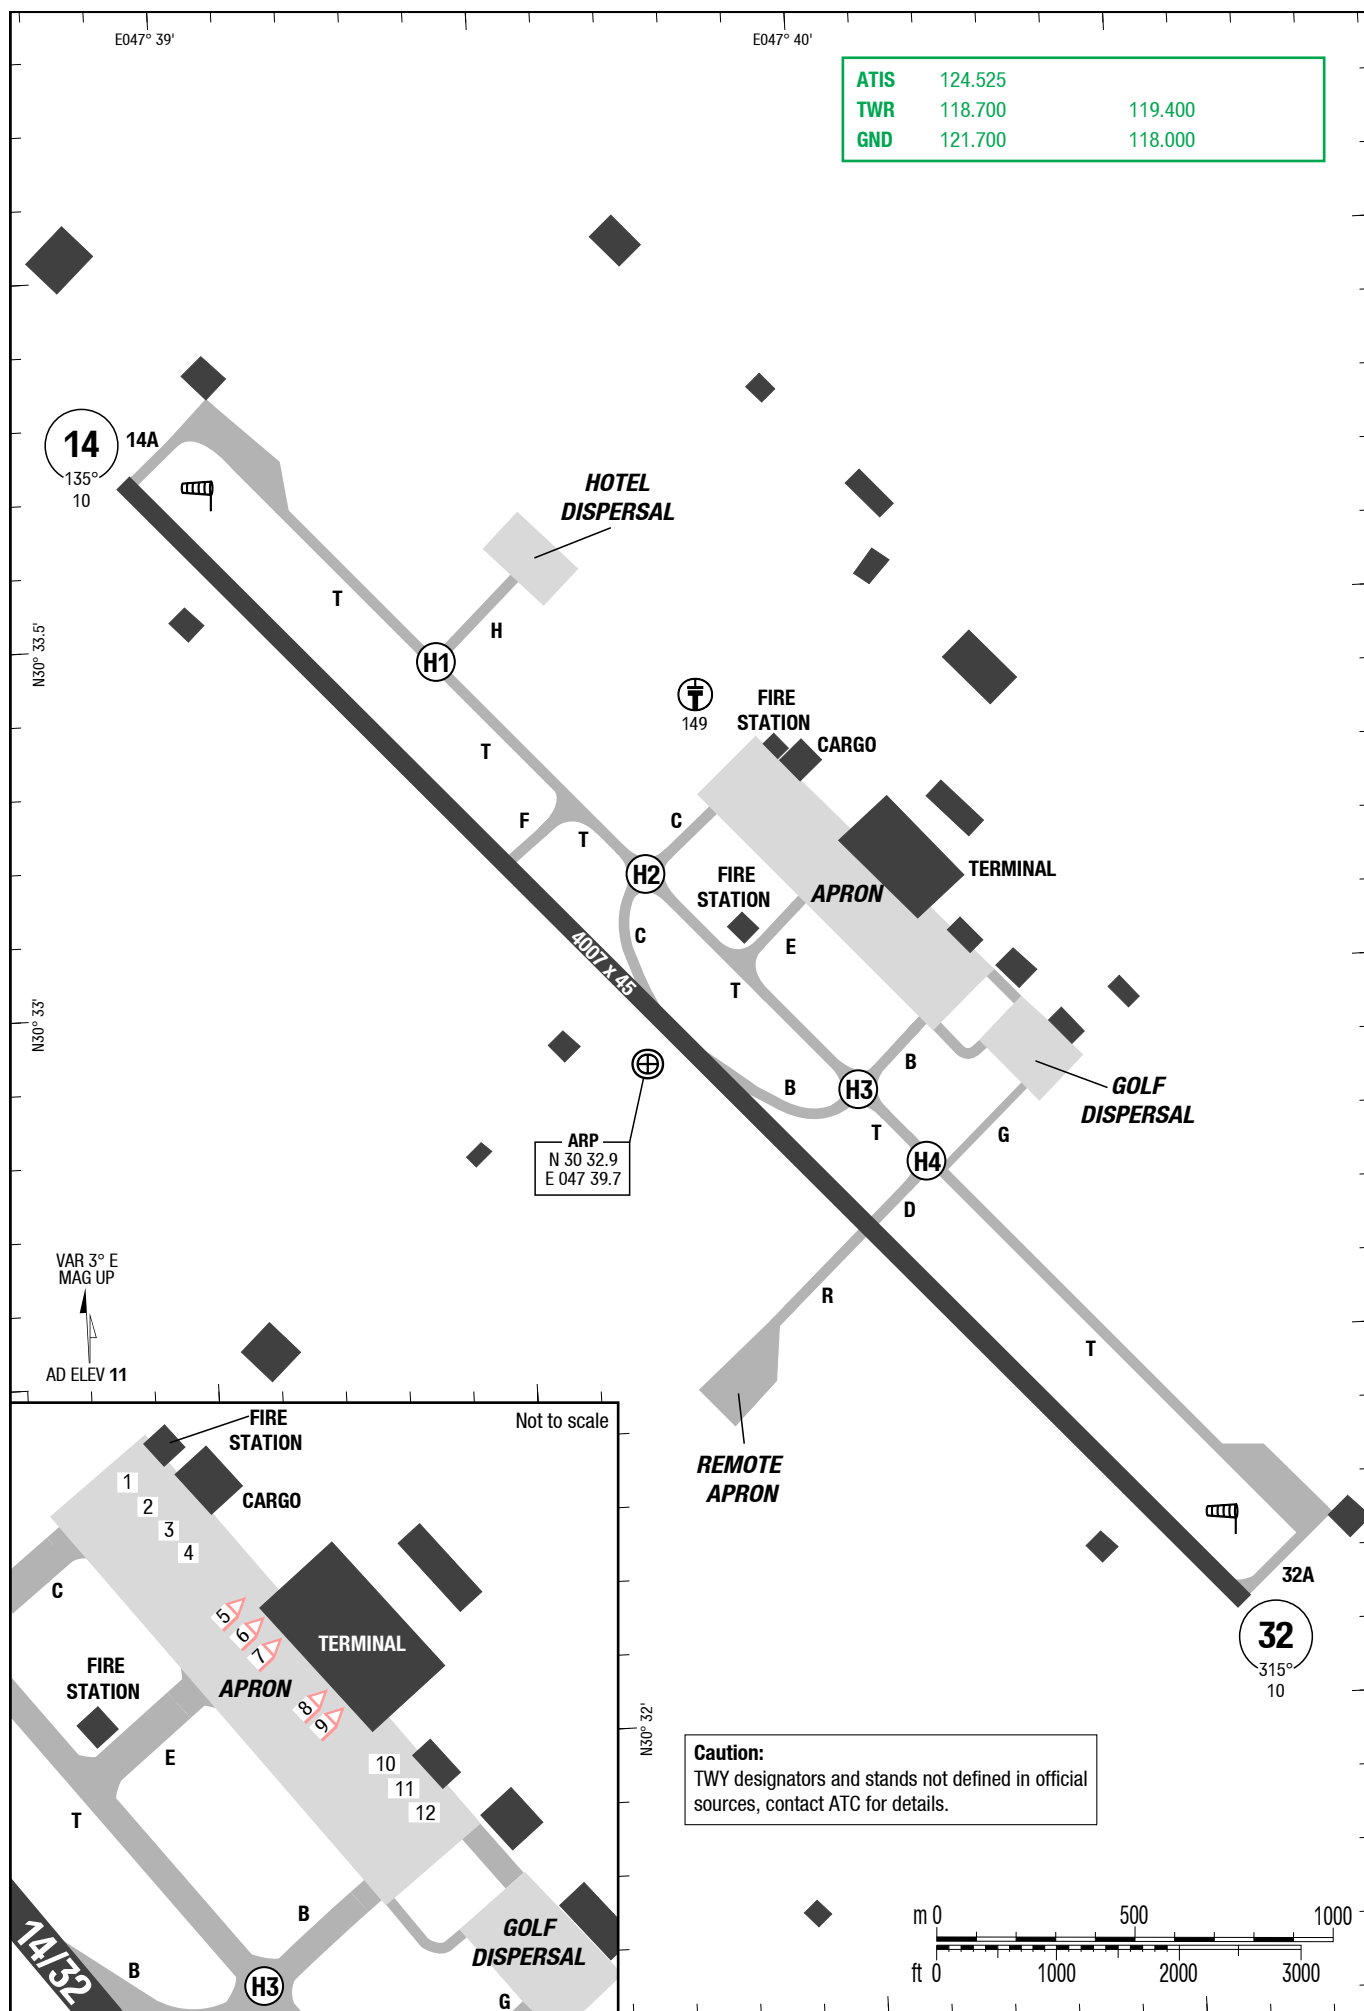 E047° 39'
E047° 40'
ATIS 124.525
TWR 118.700 119.400
GND 121.700 118.000
14
14A
135°
10
HOTEL
DISPERSAL
T
H
N30° 33.5'
H1
149
FIRE
STATION
CARGO
T
F
T
C
H2
FIRE
STATION
APRON
TERMINAL
C
E
4007 x 45
T
N30° 33'
B
B
H3
GOLF
DISPERSAL
T
G
H4
ARP
N 30 32.9
E 047 39.7
D
VAR 3° E
MAG UP
AD ELEV 11
R
T
REMOTE
APRON
32A
32
315°
10
N30° 32'
Caution:
TWY designators and stands not defined in official
sources, contact ATC for details.
m 0 500 1000
ft 0 1000 2000 3000
Not to scale
FIRE
STATION
CARGO
1
2
3
4
C
5
6
7
TERMINAL
FIRE
STATION
APRON
8
9
E
10
11
12
T
B
GOLF
DISPERSAL
14/32
B
H3
G